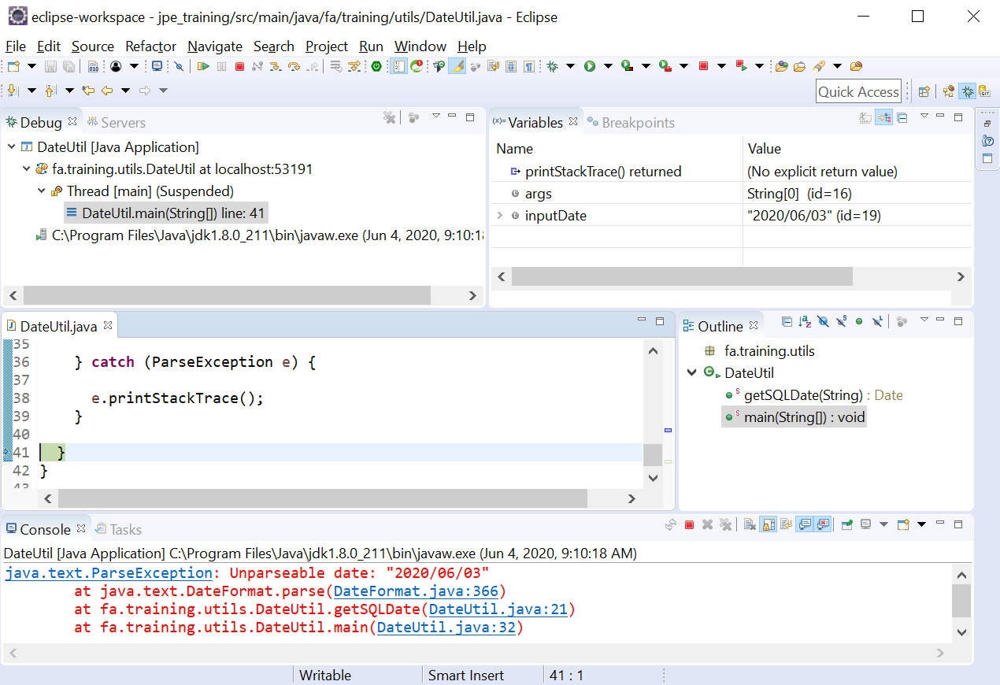 eclipse-workspace - jpe_training/src/main/java/fa/training/utils/DateUtil.java - Eclipse
File Edit Source Refactor Navigate Search Project Run Window Help
Quick Access
Debug Servers
DateUtil [Java Application]
fa.training.utils.DateUtil at localhost:53191
Thread [main] (Suspended)
DateUtil.main(String[]) line: 41
C:\Program Files\Java\jdk1.8.0_211\bin\javaw.exe (Jun 4, 2020, 9:10:18
(x)= Variables Breakpoints
Name Value
printStackTrace() returned (No explicit return value)
args String[0] (id=16)
inputDate "2020/06/03" (id=19)
DateUtil.java
35
36 } catch (ParseException e) {
37
38 e.printStackTrace();
39 }
40
41 }
42 }
43
Outline
fa.training.utils
DateUtil
getSQLDate(String) : Date
main(String[]) : void
Console Tasks
DateUtil [Java Application] C:\Program Files\Java\jdk1.8.0_211\bin\javaw.exe (Jun 4, 2020, 9:10:18 AM)
java.text.ParseException: Unparseable date: "2020/06/03"
at java.text.DateFormat.parse(DateFormat.java:366)
at fa.training.utils.DateUtil.getSQLDate(DateUtil.java:21)
at fa.training.utils.DateUtil.main(DateUtil.java:32)
Writable Smart Insert 41 : 1